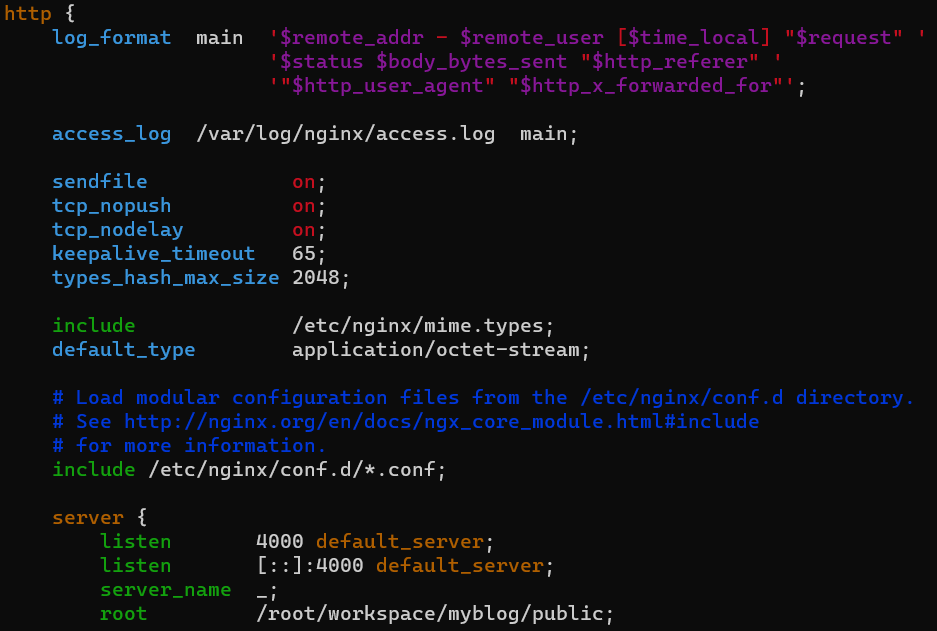 http {
    log_format  main  '$remote_addr - $remote_user [$time_local] "$request" '
                      '$status $body_bytes_sent "$http_referer" '
                      '"$http_user_agent" "$http_x_forwarded_for"';

    access_log  /var/log/nginx/access.log  main;

    sendfile            on;
    tcp_nopush          on;
    tcp_nodelay         on;
    keepalive_timeout   65;
    types_hash_max_size 2048;

    include             /etc/nginx/mime.types;
    default_type        application/octet-stream;

    # Load modular configuration files from the /etc/nginx/conf.d directory.
    # See http://nginx.org/en/docs/ngx_core_module.html#include
    # for more information.
    include /etc/nginx/conf.d/*.conf;

    server {
        listen       4000 default_server;
        listen       [::]:4000 default_server;
        server_name  _;
        root         /root/workspace/myblog/public;